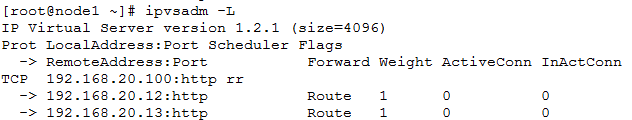 [root@node1 ~]# ipvsadm -L
IP Virtual Server version 1.2.1 (size=4096)
Prot LocalAddress:Port Scheduler Flags
  -> RemoteAddress:Port           Forward Weight ActiveConn InActConn
TCP  192.168.20.100:http rr
  -> 192.168.20.12:http           Route   1      0          0
  -> 192.168.20.13:http           Route   1      0          0